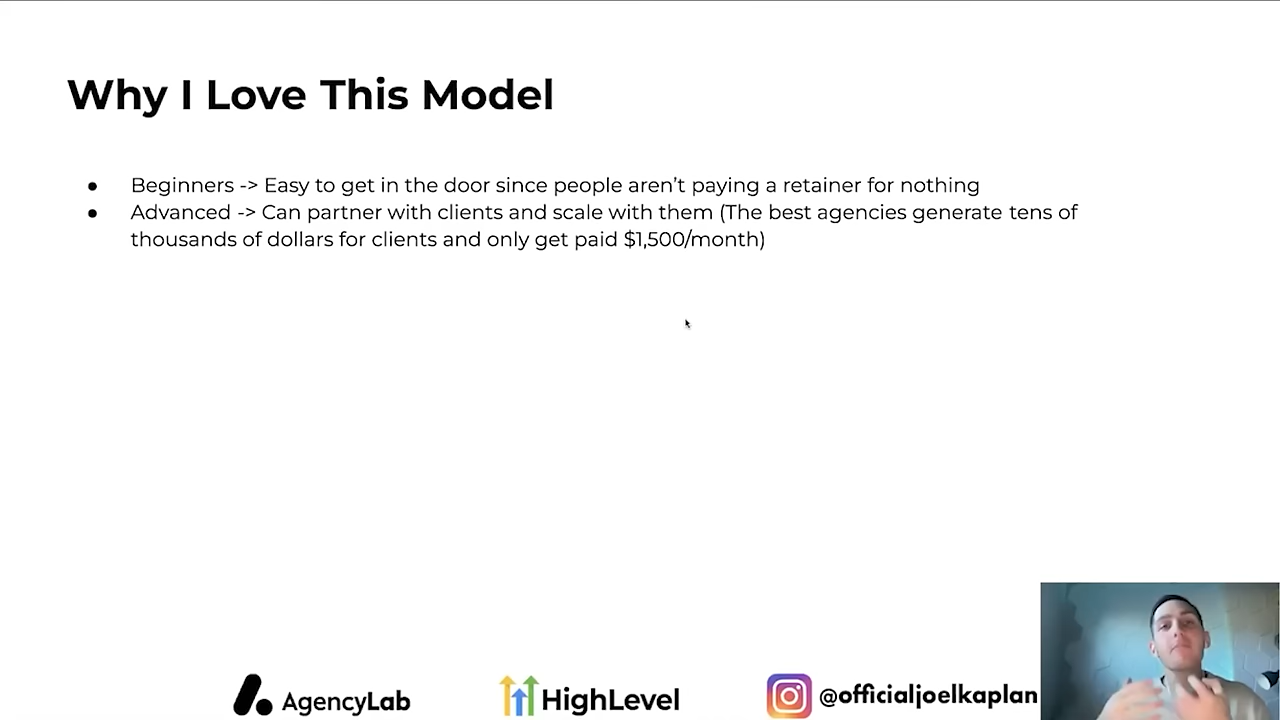 Why I Love This Model
● Beginners -> Easy to get in the door since people aren't paying a retainer for nothing
● Advanced -> Can partner with clients and scale with them (The best agencies generate tens of
thousands of dollars for clients and only get paid $1,500/month)
AgencyLab HighLevel @officialjoelkaplan